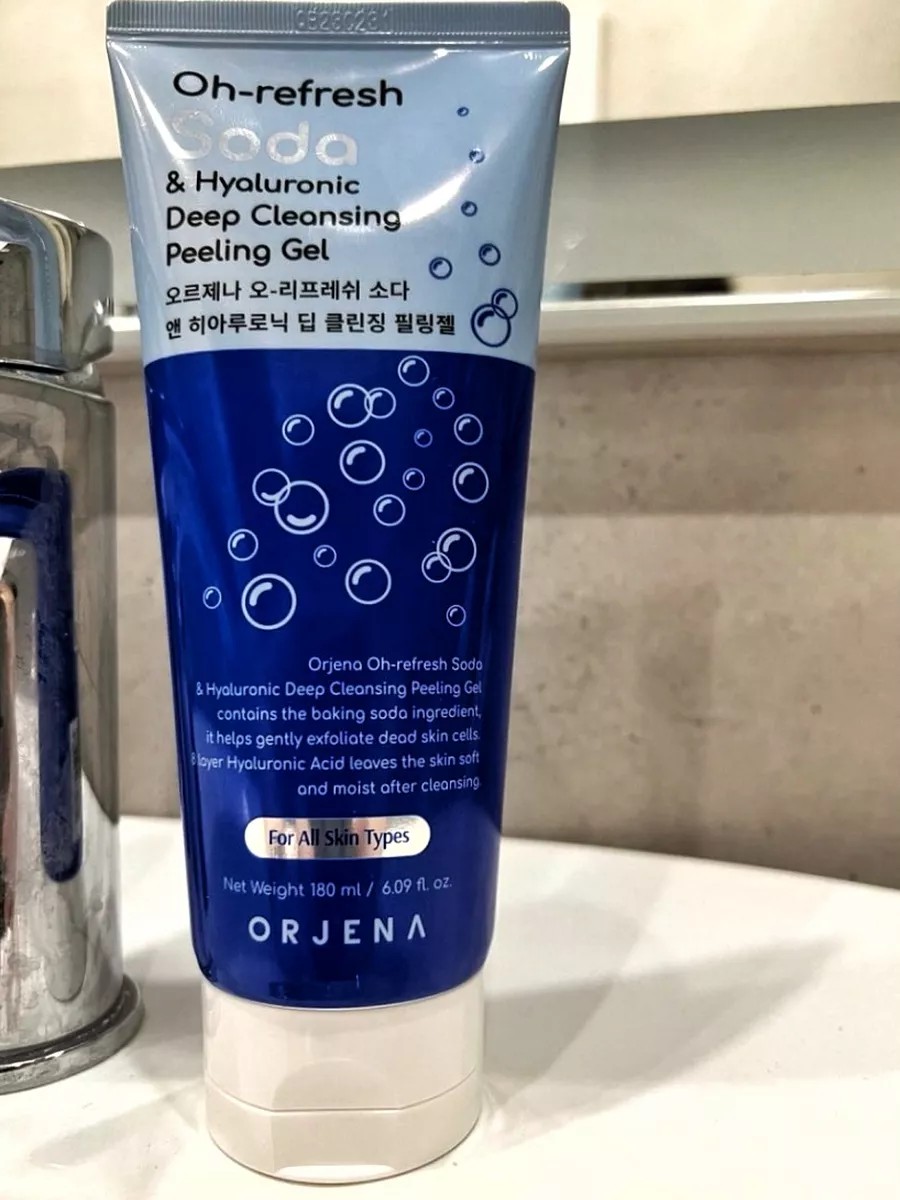 Oh-refresh
Soda
& Hyaluronic
Deep Cleansing
Peeling Gel
오르제나 오-리프레쉬 소다
앤 히아루로닉 딥 클린징 필링젤
Orjena Oh-refresh Soda
& Hyaluronic Deep Cleansing Peeling Gel
contains the baking soda ingredient,
it helps gently exfoliate dead skin cells.
8 layer Hyaluronic Acid leaves the skin soft
and moist after cleansing.
For All Skin Types
Net Weight 180 ml / 6.09 fl. oz.
ORJENA